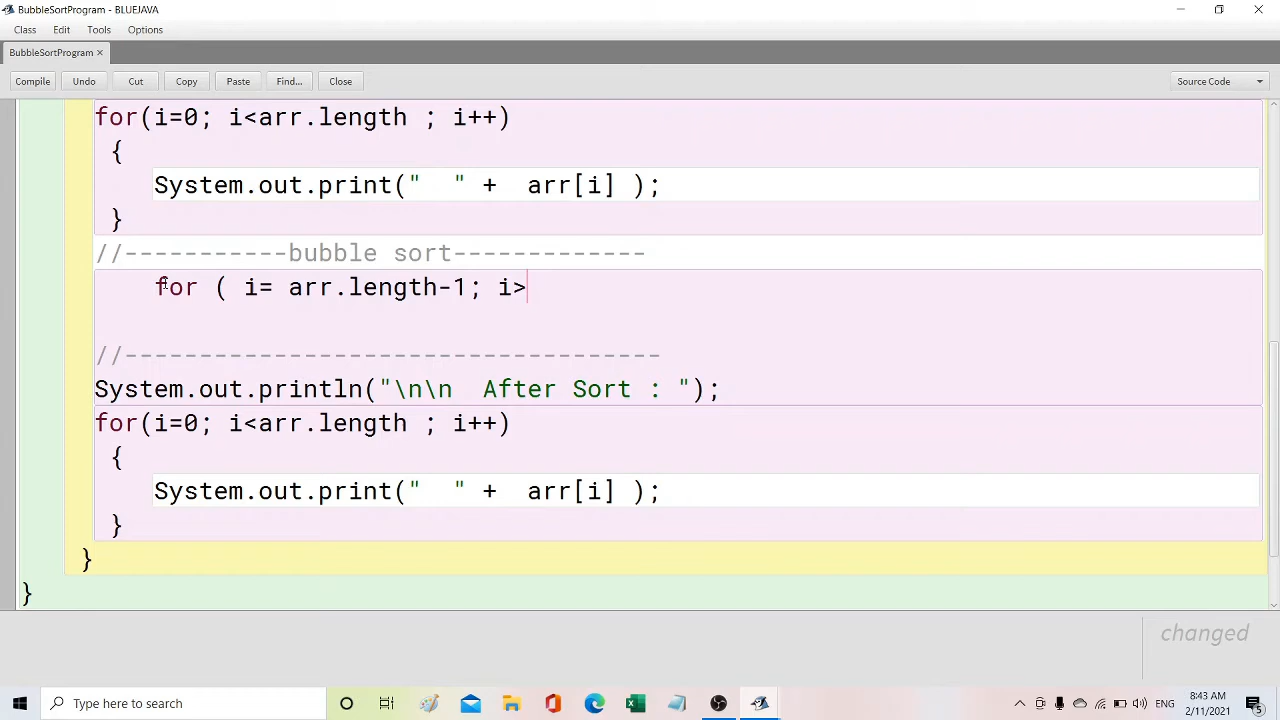 BubbleSortProgram - BLUEJAVA
Class Edit Tools Options
BubbleSortProgram ×
Compile Undo Cut Copy Paste Find... Close Source Code
for(i=0; i<arr.length ; i++)
{
System.out.print("  " +  arr[i] );
}
//-----------bubble sort-------------
for ( i= arr.length-1; i>
//------------------------------------
System.out.println("\n\n  After Sort : ");
for(i=0; i<arr.length ; i++)
{
System.out.print("  " +  arr[i] );
}
}
}
changed
Type here to search
ENG
8:43 AM
2/11/2021
5